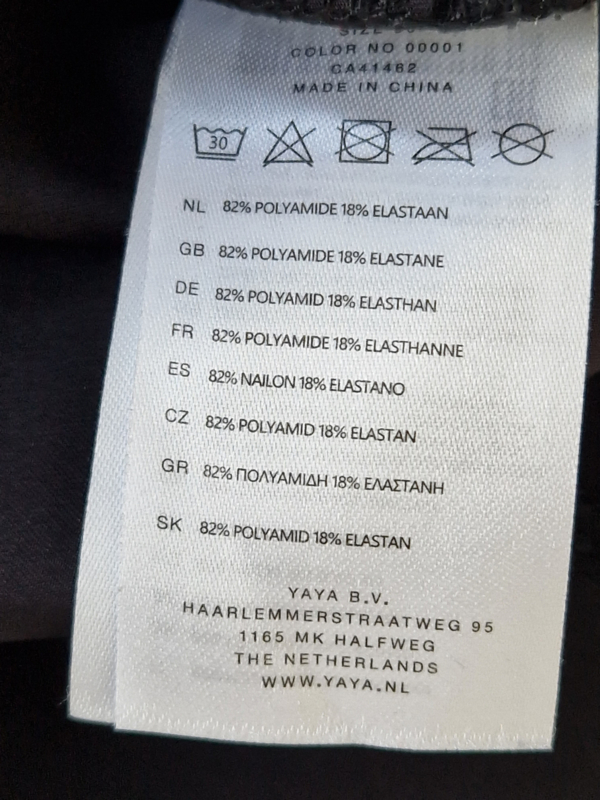 SIZE
COLOR NO 00001
CA41462
MADE IN CHINA
30
NL 82% POLYAMIDE 18% ELASTAAN
GB 82% POLYAMIDE 18% ELASTANE
DE 82% POLYAMID 18% ELASTHAN
FR 82% POLYAMIDE 18% ELASTHANNE
ES 82% NAILON 18% ELASTANO
CZ 82% POLYAMID 18% ELASTAN
GR 82% ΠΟΛΥΑΜΙΔΗ 18% ΕΛΑΣΤΑΝΗ
SK 82% POLYAMID 18% ELASTAN
YAYA B.V.
HAARLEMMERSTRAATWEG 95
1165 MK HALFWEG
THE NETHERLANDS
WWW.YAYA.NL